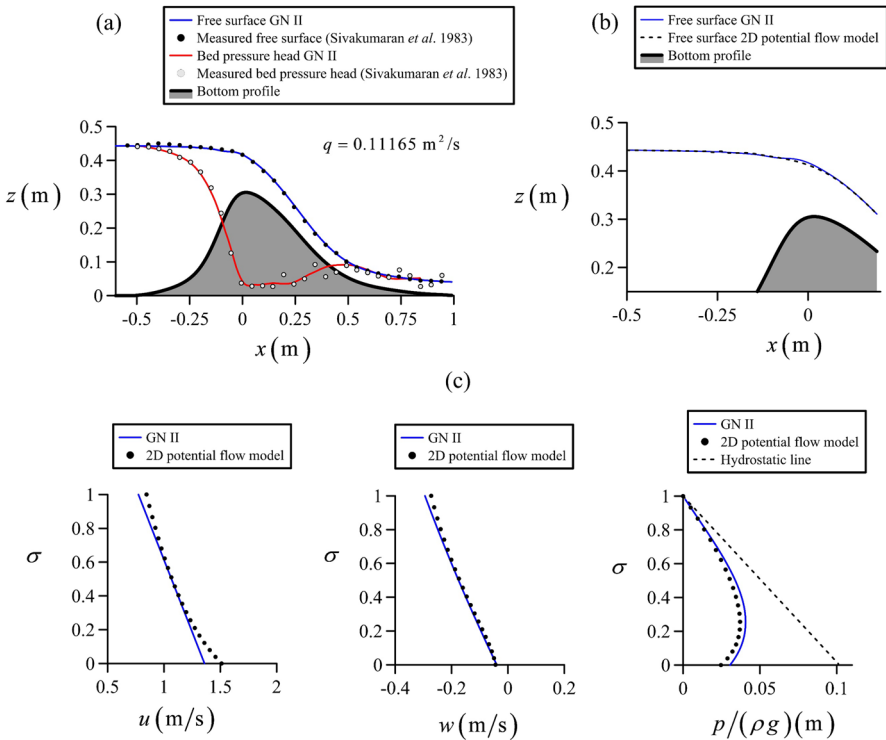 (a)
Free surface GN II
Measured free surface (Sivakumaran et al. 1983)
Bed pressure head GN II
Measured bed pressure head (Sivakumaran et al. 1983)
Bottom profile
0.5
0.4
0.3
0.2
0.1
0
z (m)
q = 0.11165 m²/s
-0.5 -0.25 0 0.25 0.5 0.75 1
x (m)
(b)
Free surface GN II
Free surface 2D potential flow model
Bottom profile
0.5
0.4
0.3
0.2
z (m)
-0.5 -0.25 0
x (m)
(c)
GN II
2D potential flow model
1
0.8
0.6
0.4
0.2
0
σ
0.5 1 1.5 2
u (m/s)
GN II
2D potential flow model
1
0.8
0.6
0.4
0.2
0
σ
-0.4 -0.2 0 0.2
w (m/s)
GN II
2D potential flow model
Hydrostatic line
1
0.8
0.6
0.4
0.2
0
σ
0 0.05 0.1
p/(ρg) (m)